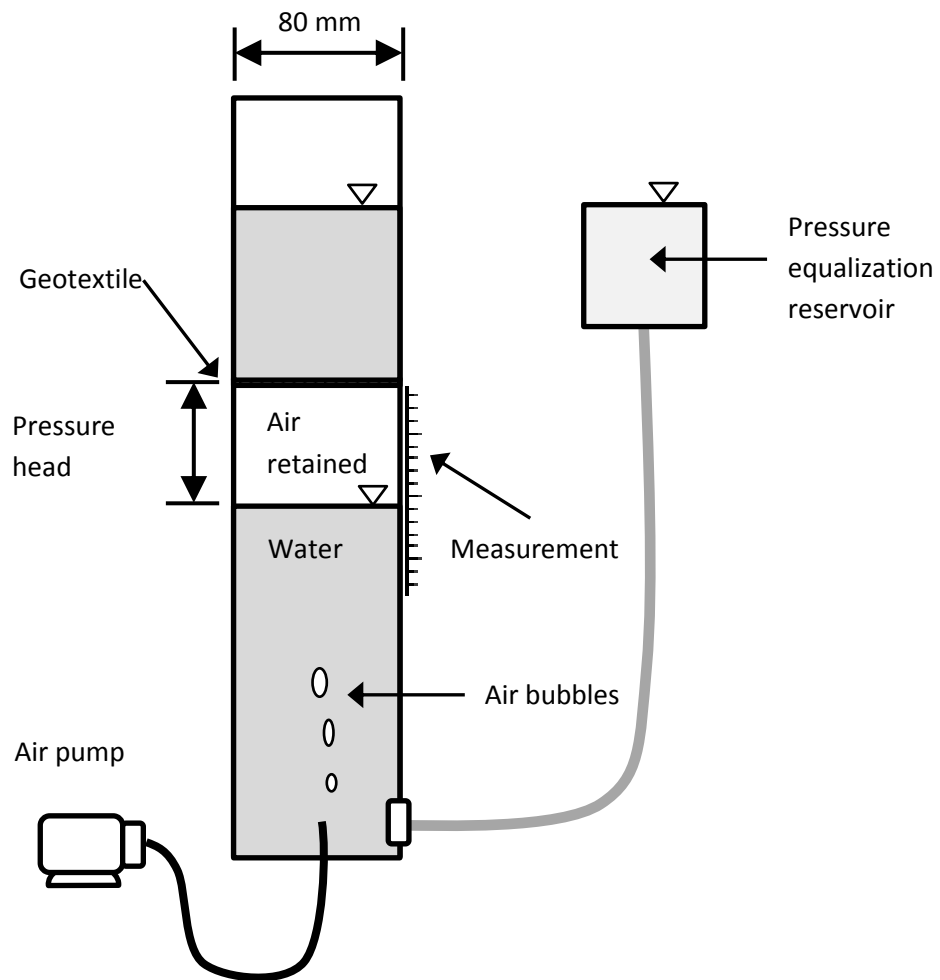 80 mm
Geotextile
Pressure
equalization
reservoir
Pressure
head
Air
retained
Water
Measurement
Air bubbles
Air pump